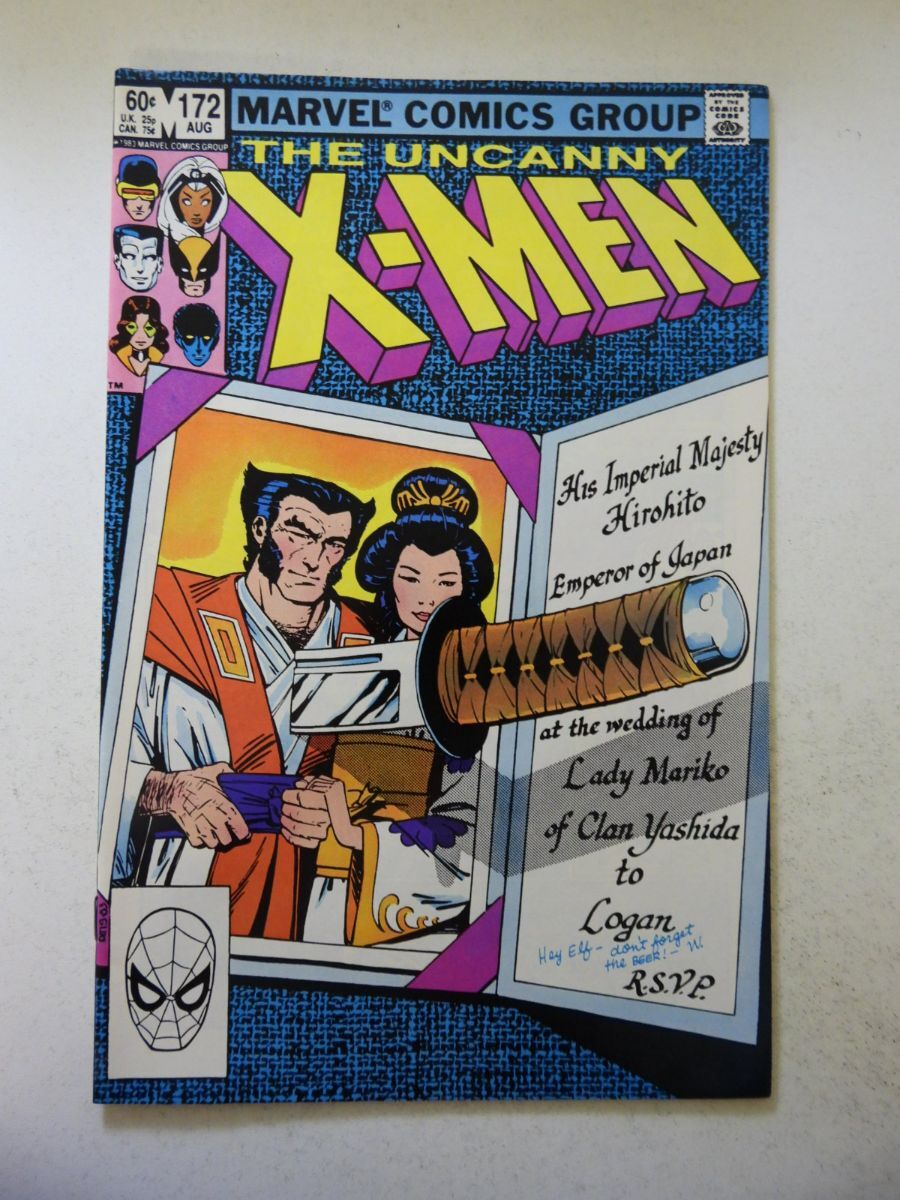 60¢
U.K. 25p
CAN. 75¢
172
AUG
MARVEL® COMICS GROUP
APPROVED
BY THE
COMICS
CODE
AUTHORITY
1983 MARVEL COMICS GROUP
THE UNCANNY
X-MEN
TM
His Imperial Majesty
Hirohito
Emperor of Japan
at the wedding of
Lady Mariko
of Clan Yashida
to
Logan
Hey Elf - don't forget
the BEER! - W.
R.S.V.P.